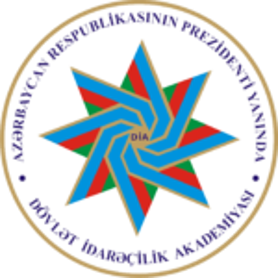 AZƏRBAYCAN RESPUBLİKASININ PREZİDENTİ YANINDA
DİA
DÖVLƏT İDARƏÇİLİK AKADEMİYASI